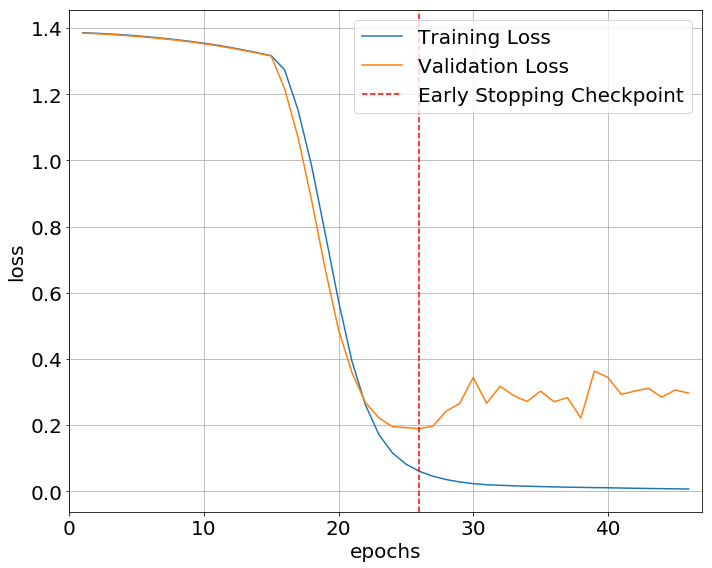 1.4
1.2
1.0
0.8
0.6
0.4
0.2
0.0
loss
Training Loss
Validation Loss
Early Stopping Checkpoint
0 10 20 30 40
epochs